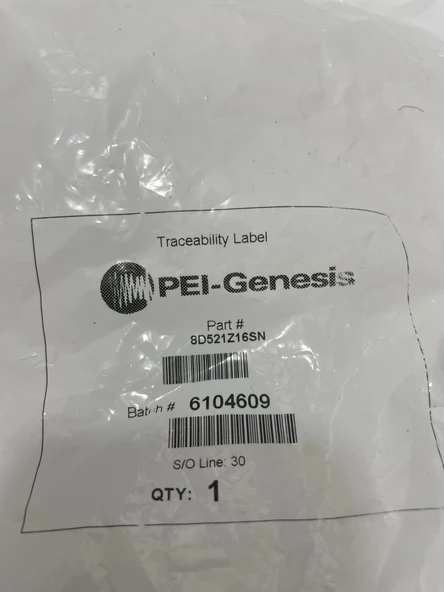 Traceability Label
PEI-Genesis
Part #
8D521Z16SN
Batch # 6104609
S/O Line: 30
QTY: 1